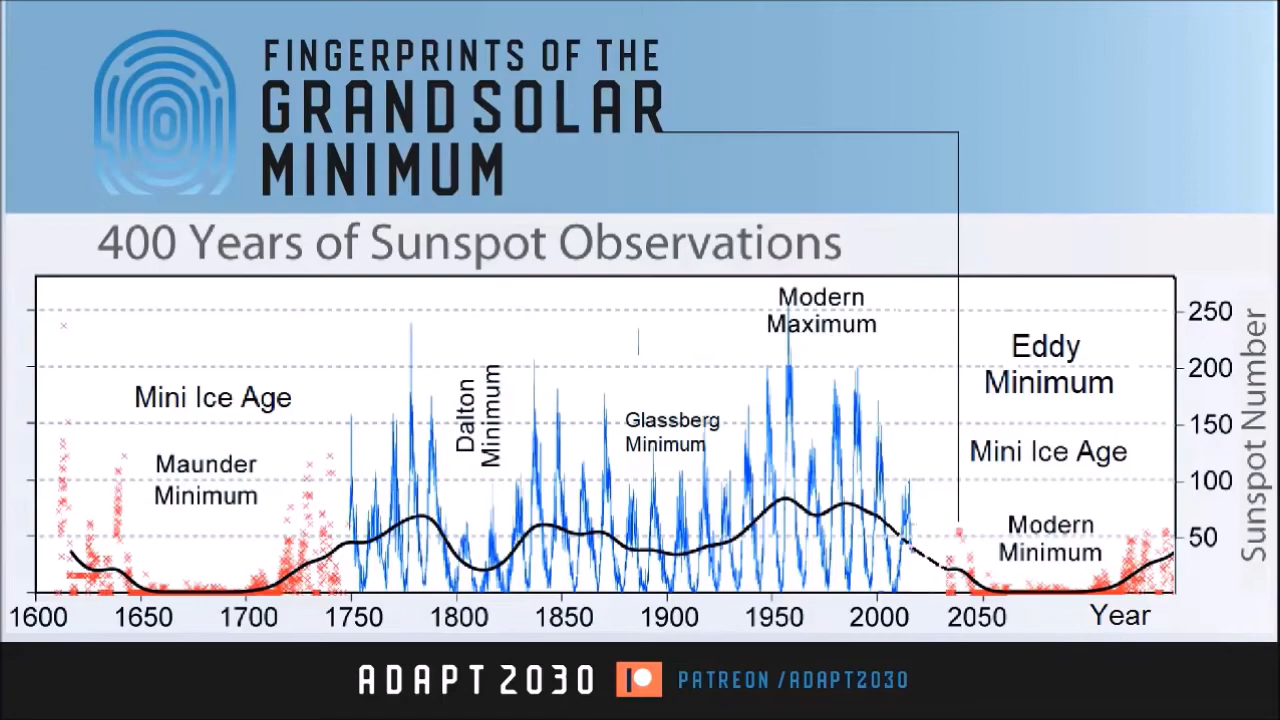 FINGERPRINTS OF THE
GRAND SOLAR
MINIMUM
400 Years of Sunspot Observations
Mini Ice Age
Maunder
Minimum
Dalton
Minimum
Glassberg
Minimum
Modern
Maximum
Eddy
Minimum
Mini Ice Age
Modern
Minimum
250
200
150
100
50
Sunspot Number
1600 1650 1700 1750 1800 1850 1900 1950 2000 2050 Year
ADAPT 2030 PATREON /ADAPT2030